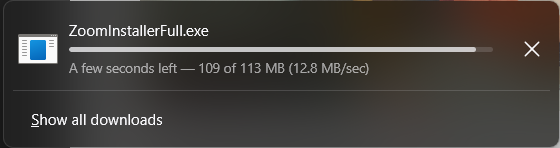 ZoomInstallerFull.exe
A few seconds left — 109 of 113 MB (12.8 MB/sec)
Show all downloads